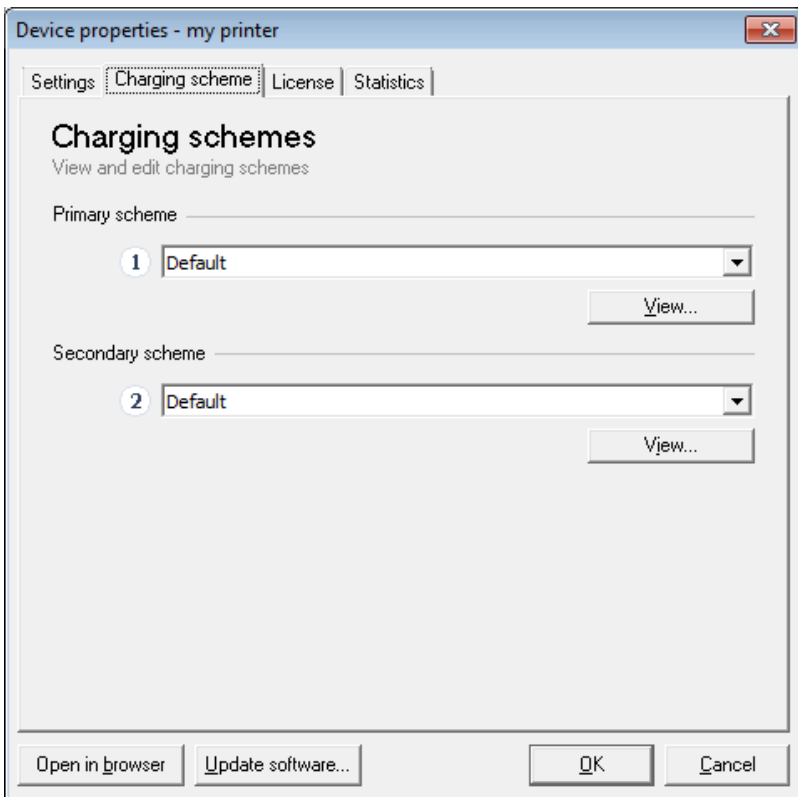 Device properties - my printer
Settings Charging scheme License Statistics
Charging schemes
View and edit charging schemes
Primary scheme
1 Default
View...
Secondary scheme
2 Default
View...
Open in browser Update software... OK Cancel